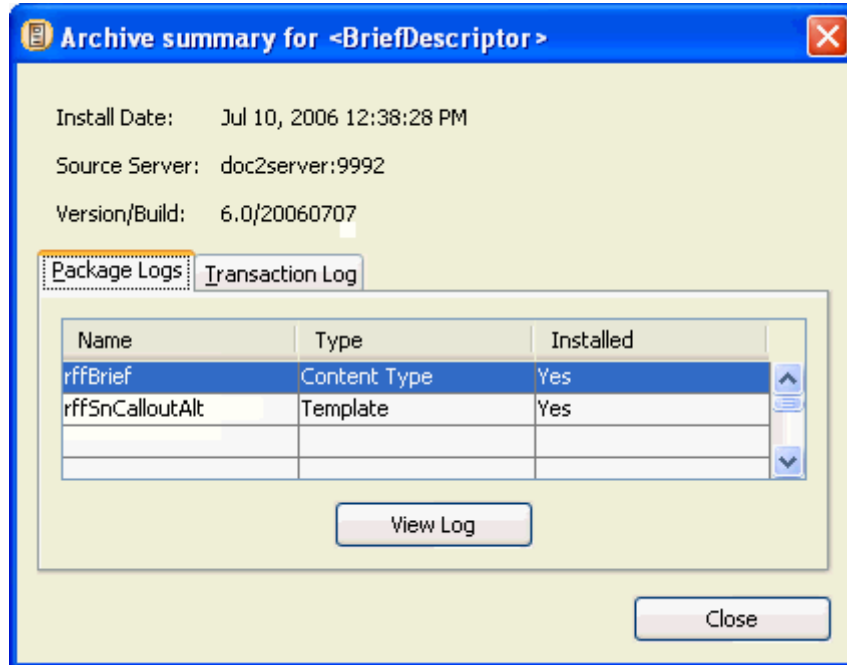 Archive summary for <BriefDescriptor>
Install Date: Jul 10, 2006 12:38:28 PM
Source Server: doc2server:9992
Version/Build: 6.0/20060707
Package Logs Transaction Log
Name Type Installed
rffBrief Content Type Yes
rffSnCalloutAlt Template Yes
View Log
Close